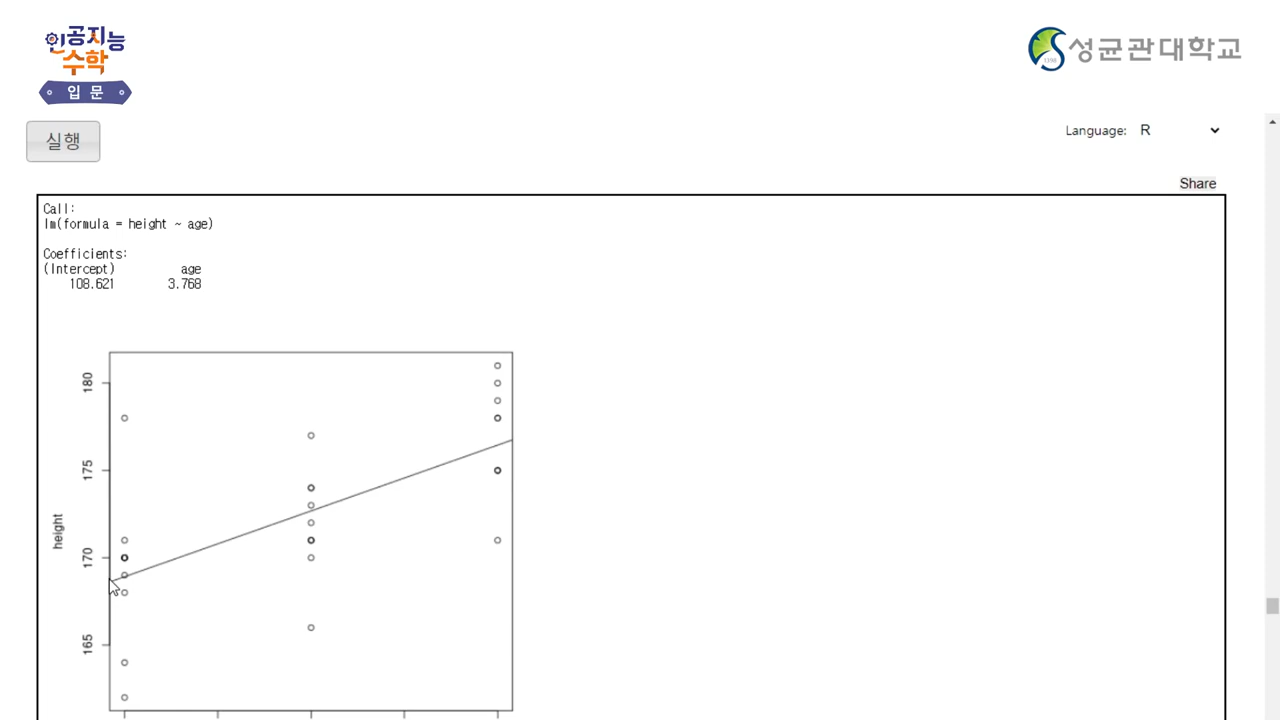 인공지능
수학
입문
1398
성균관대학교
실행
Language: R
Share
Call:
lm(formula = height ~ age)
Coefficients:
(Intercept) age
108.621 3.768
180
175
170
165
height